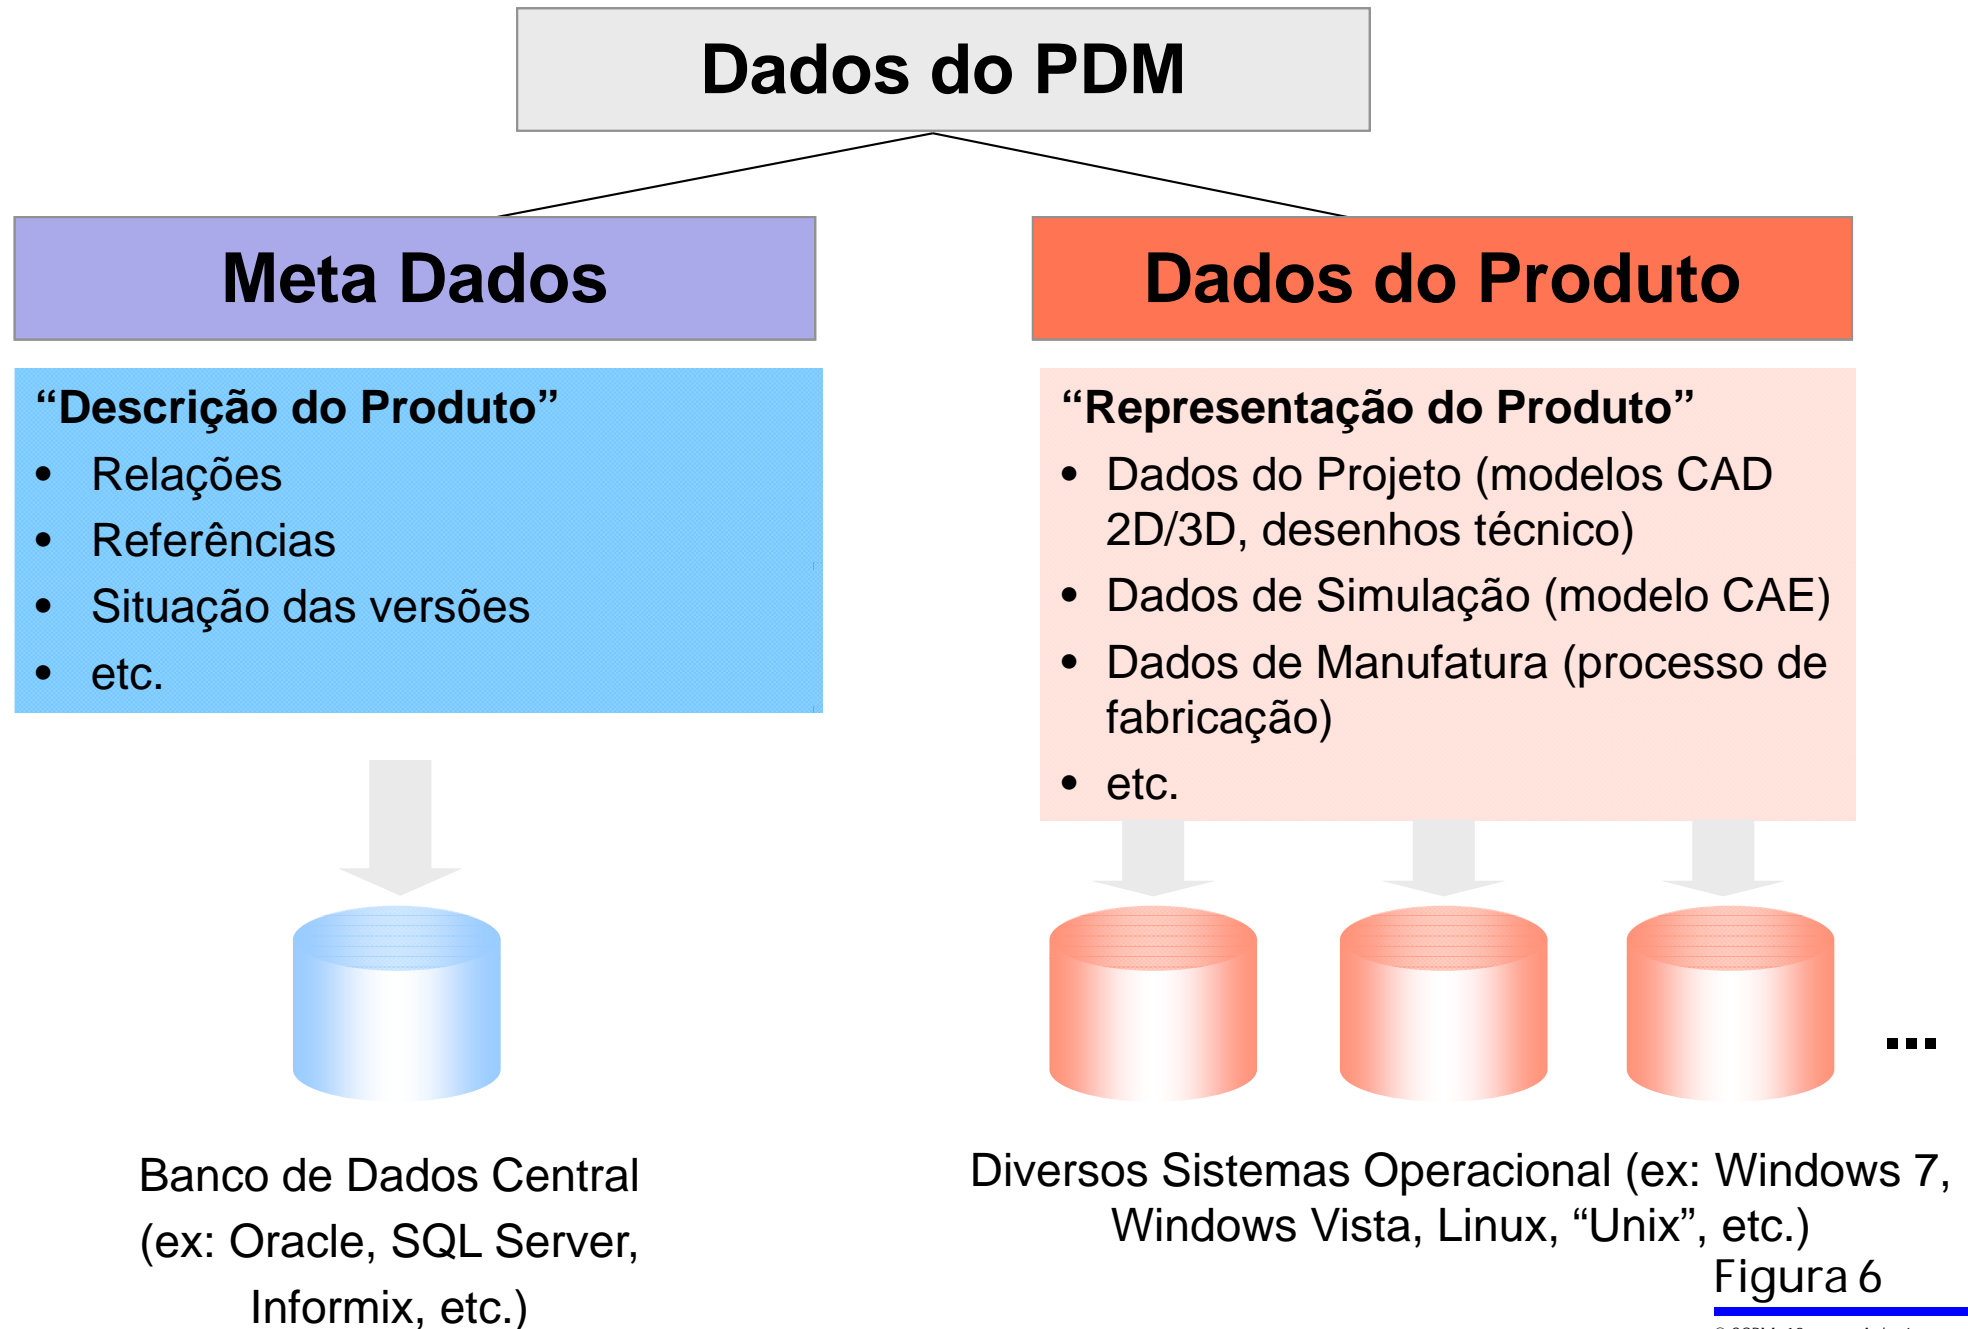 Dados do PDM
Meta Dados
Dados do Produto
“Descrição do Produto”
• Relações
• Referências
• Situação das versões
• etc.
“Representação do Produto”
• Dados do Projeto (modelos CAD
2D/3D, desenhos técnico)
• Dados de Simulação (modelo CAE)
• Dados de Manufatura (processo de
fabricação)
• etc.
...
Banco de Dados Central
(ex: Oracle, SQL Server,
Informix, etc.)
Diversos Sistemas Operacional (ex: Windows 7,
Windows Vista, Linux, “Unix”, etc.)
Figura 6